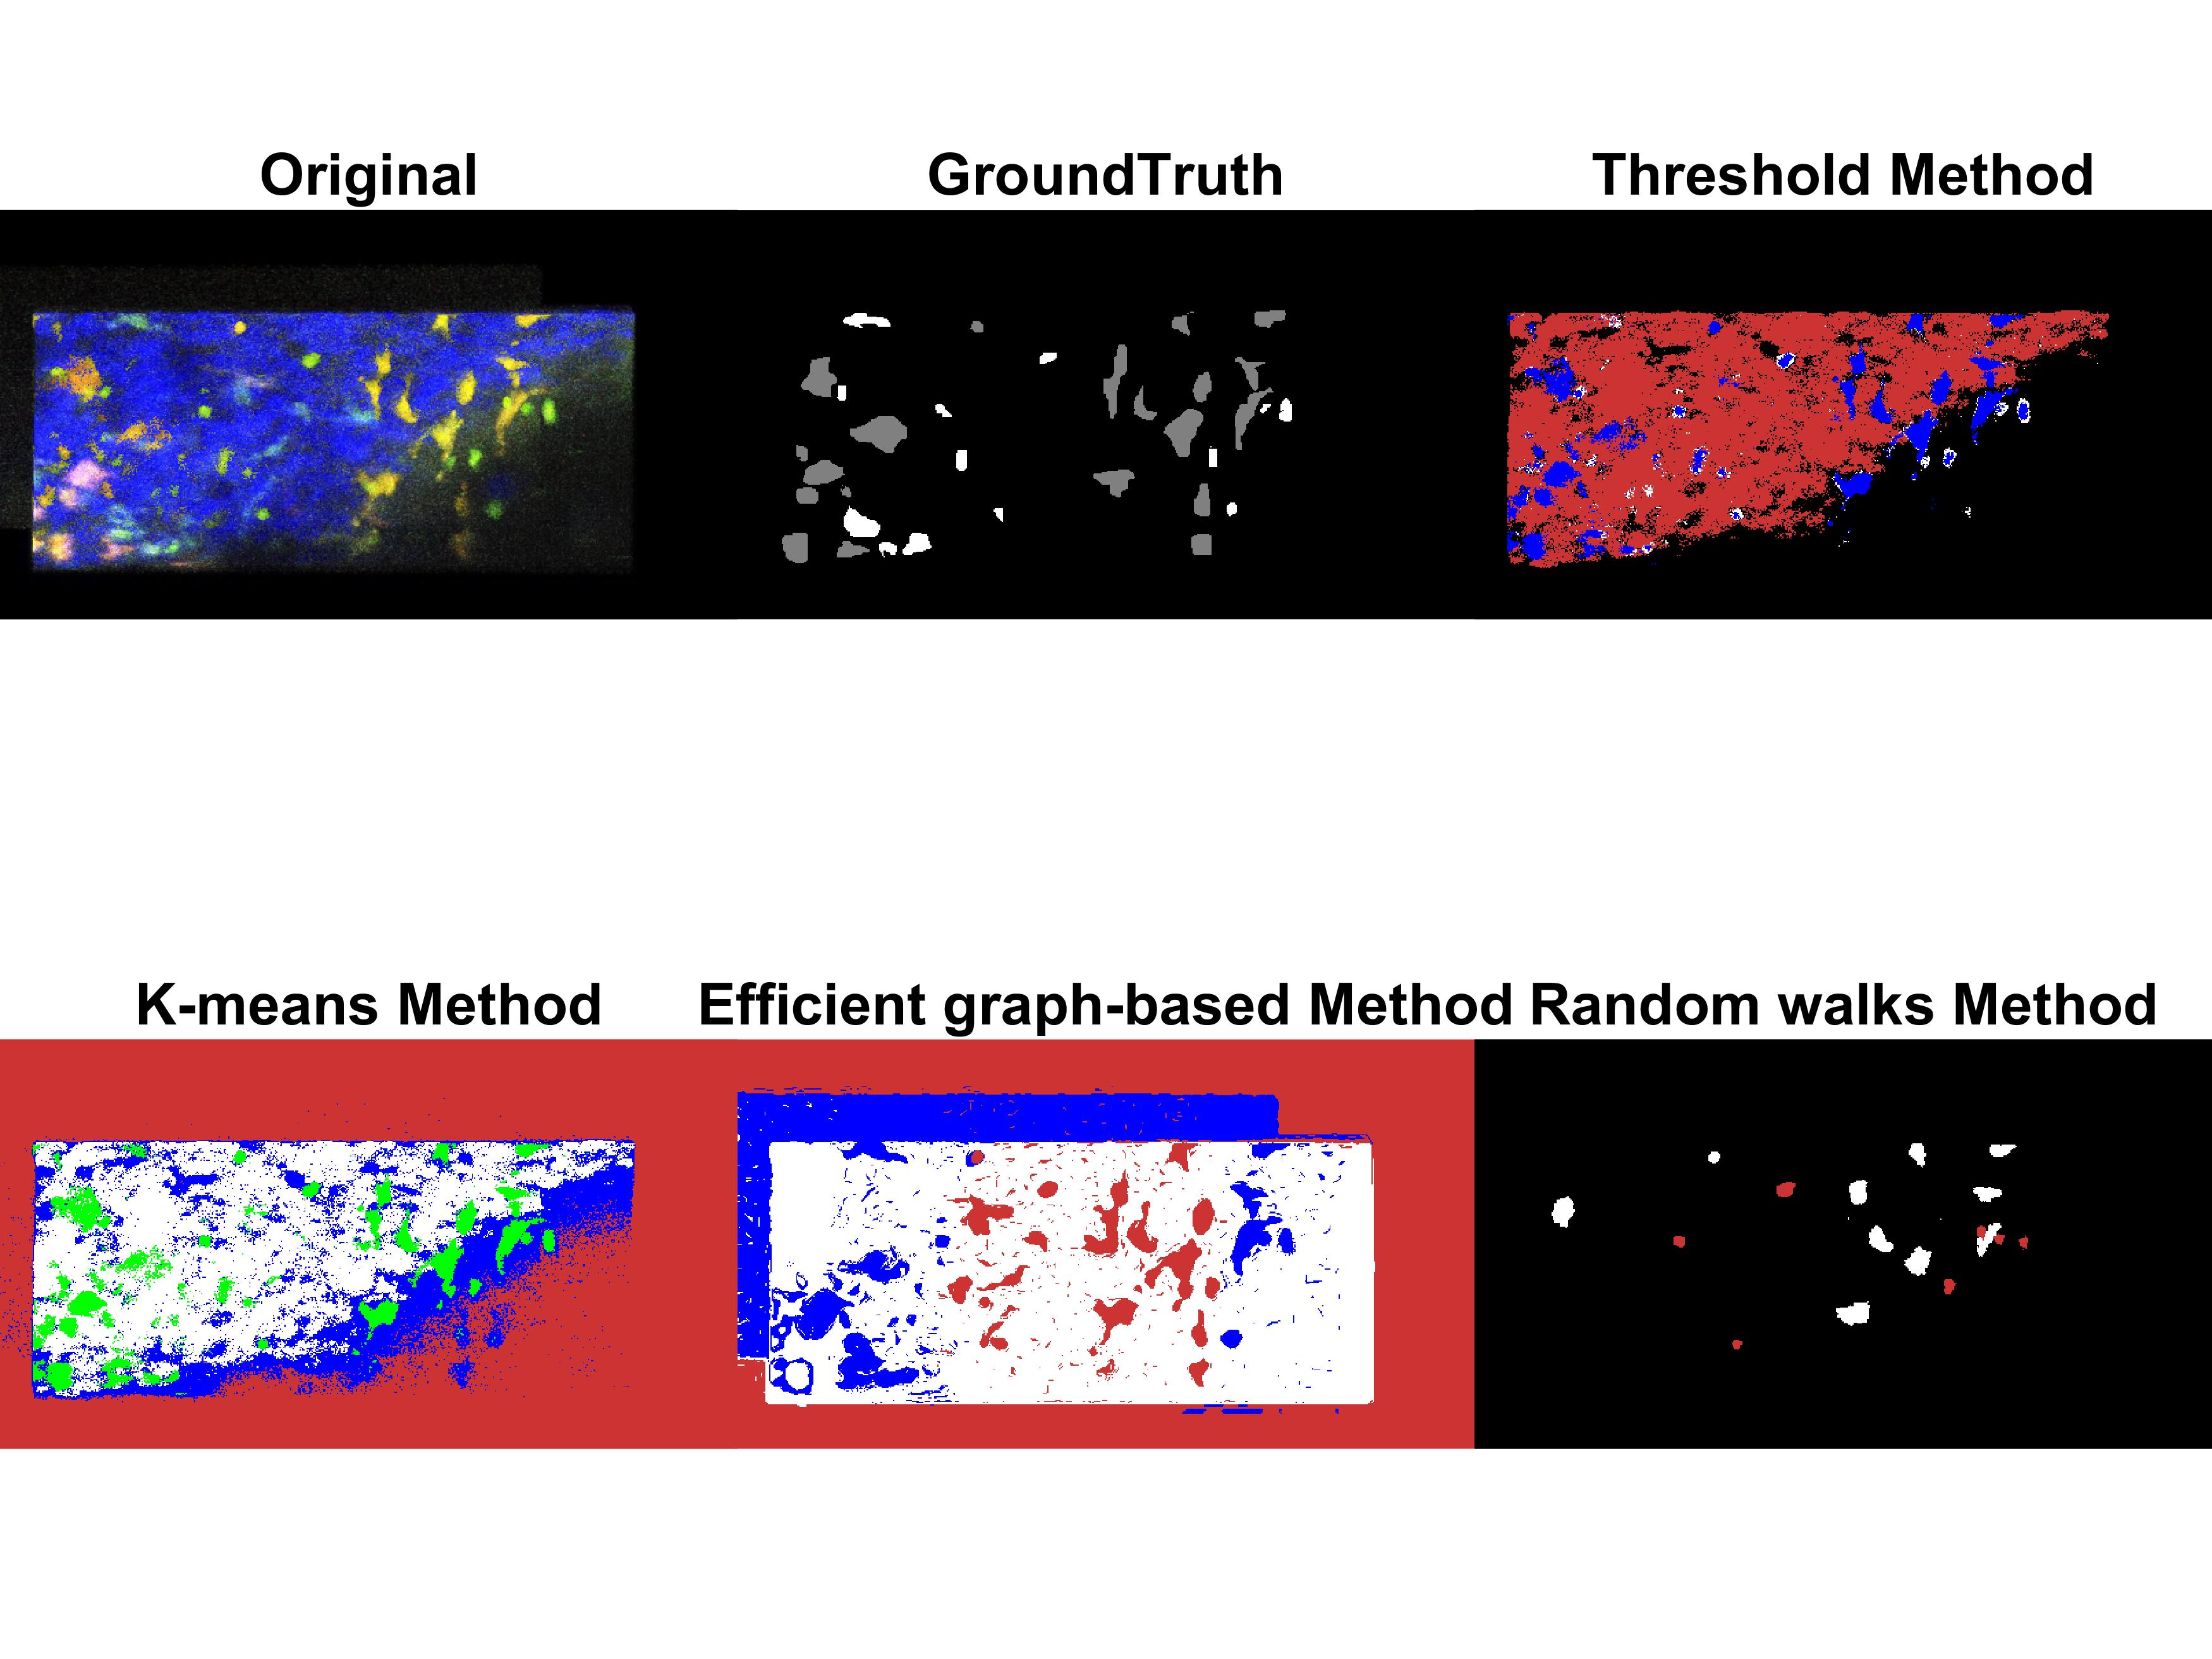 Original
GroundTruth
Threshold Method
K-means Method
Efficient graph-based Method
Random walks Method